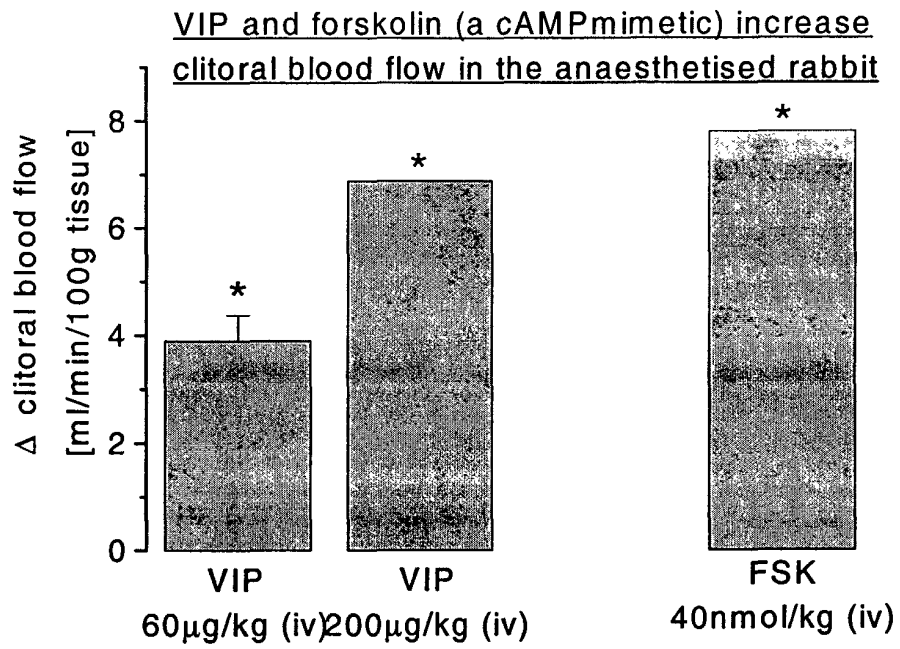 VIP and forskolin (a cAMPmimetic) increase
clitoral blood flow in the anaesthetised rabbit
Δ clitoral blood flow
[ml/min/100g tissue]
8
6
4
2
0
*
*
*
VIP
60μg/kg (iv)
VIP
200μg/kg (iv)
FSK
40nmol/kg (iv)